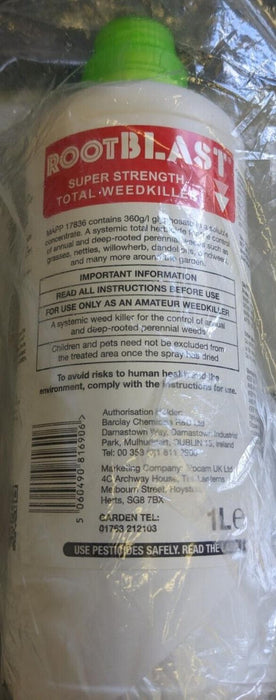 ROOTBLAST
SUPER STRENGTH
TOTAL WEEDKILLER
MAPP 17836 contains 360g/l glyphosate a soluble
concentrate. A systemic total herbicide control
of annual and deep-rooted perennial weeds such as
grasses, nettles, willowherb, dandelions, bindweed,
and many more around the garden.
IMPORTANT INFORMATION
READ ALL INSTRUCTIONS BEFORE USE
FOR USE ONLY AS AN AMATEUR WEEDKILLER
A systemic weed killer for the control of annual
and deep-rooted perennial weeds
Children and pets need not be excluded from
the treated area once the spray has dried
To avoid risks to human health and the
environment, comply with the instructions for use.
Authorisation Holder:
Barclay Chemicals R&D Ltd
Damastown Way, Damastown Industrial
Park, Mulhuddart, DUBLIN 15, Ireland
Tel: 00 353
Marketing Company: UK Ltd
4C Archway House, The Lanterns
Melbourn Street, Royston
Herts, SG8 7BX
GARDEN TEL:
01763 212103
1Le
5 060490 816906
USE PESTICIDES SAFELY. READ THE